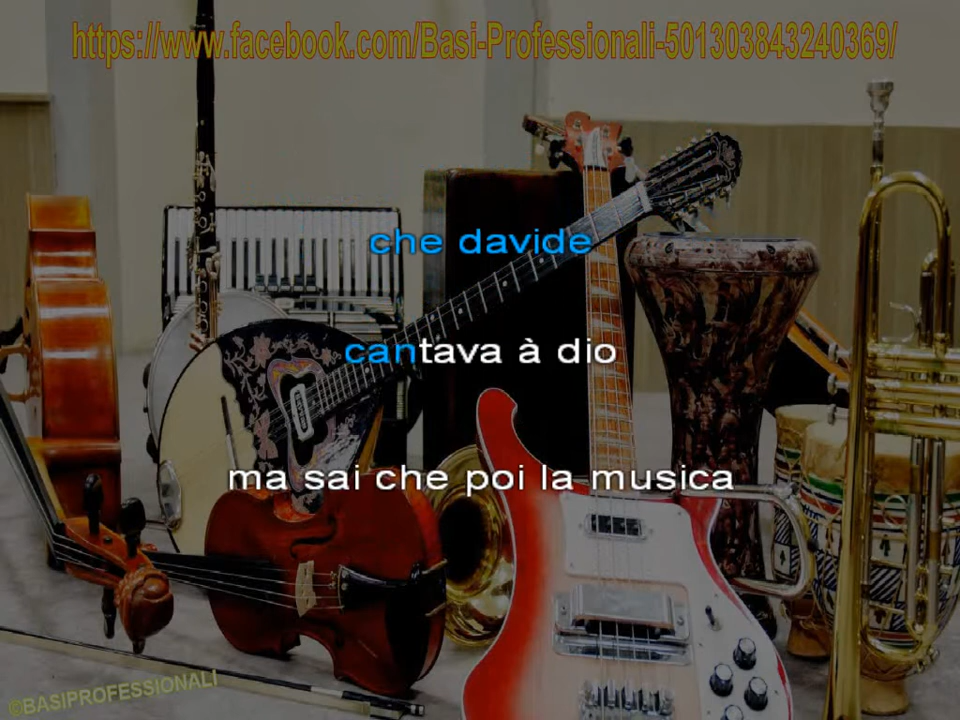 https://www.facebook.com/Basi-Professionali-501303843240369/
che davide
cantava à dio
ma sai che poi la musica
©BASIPROFESSIONALI